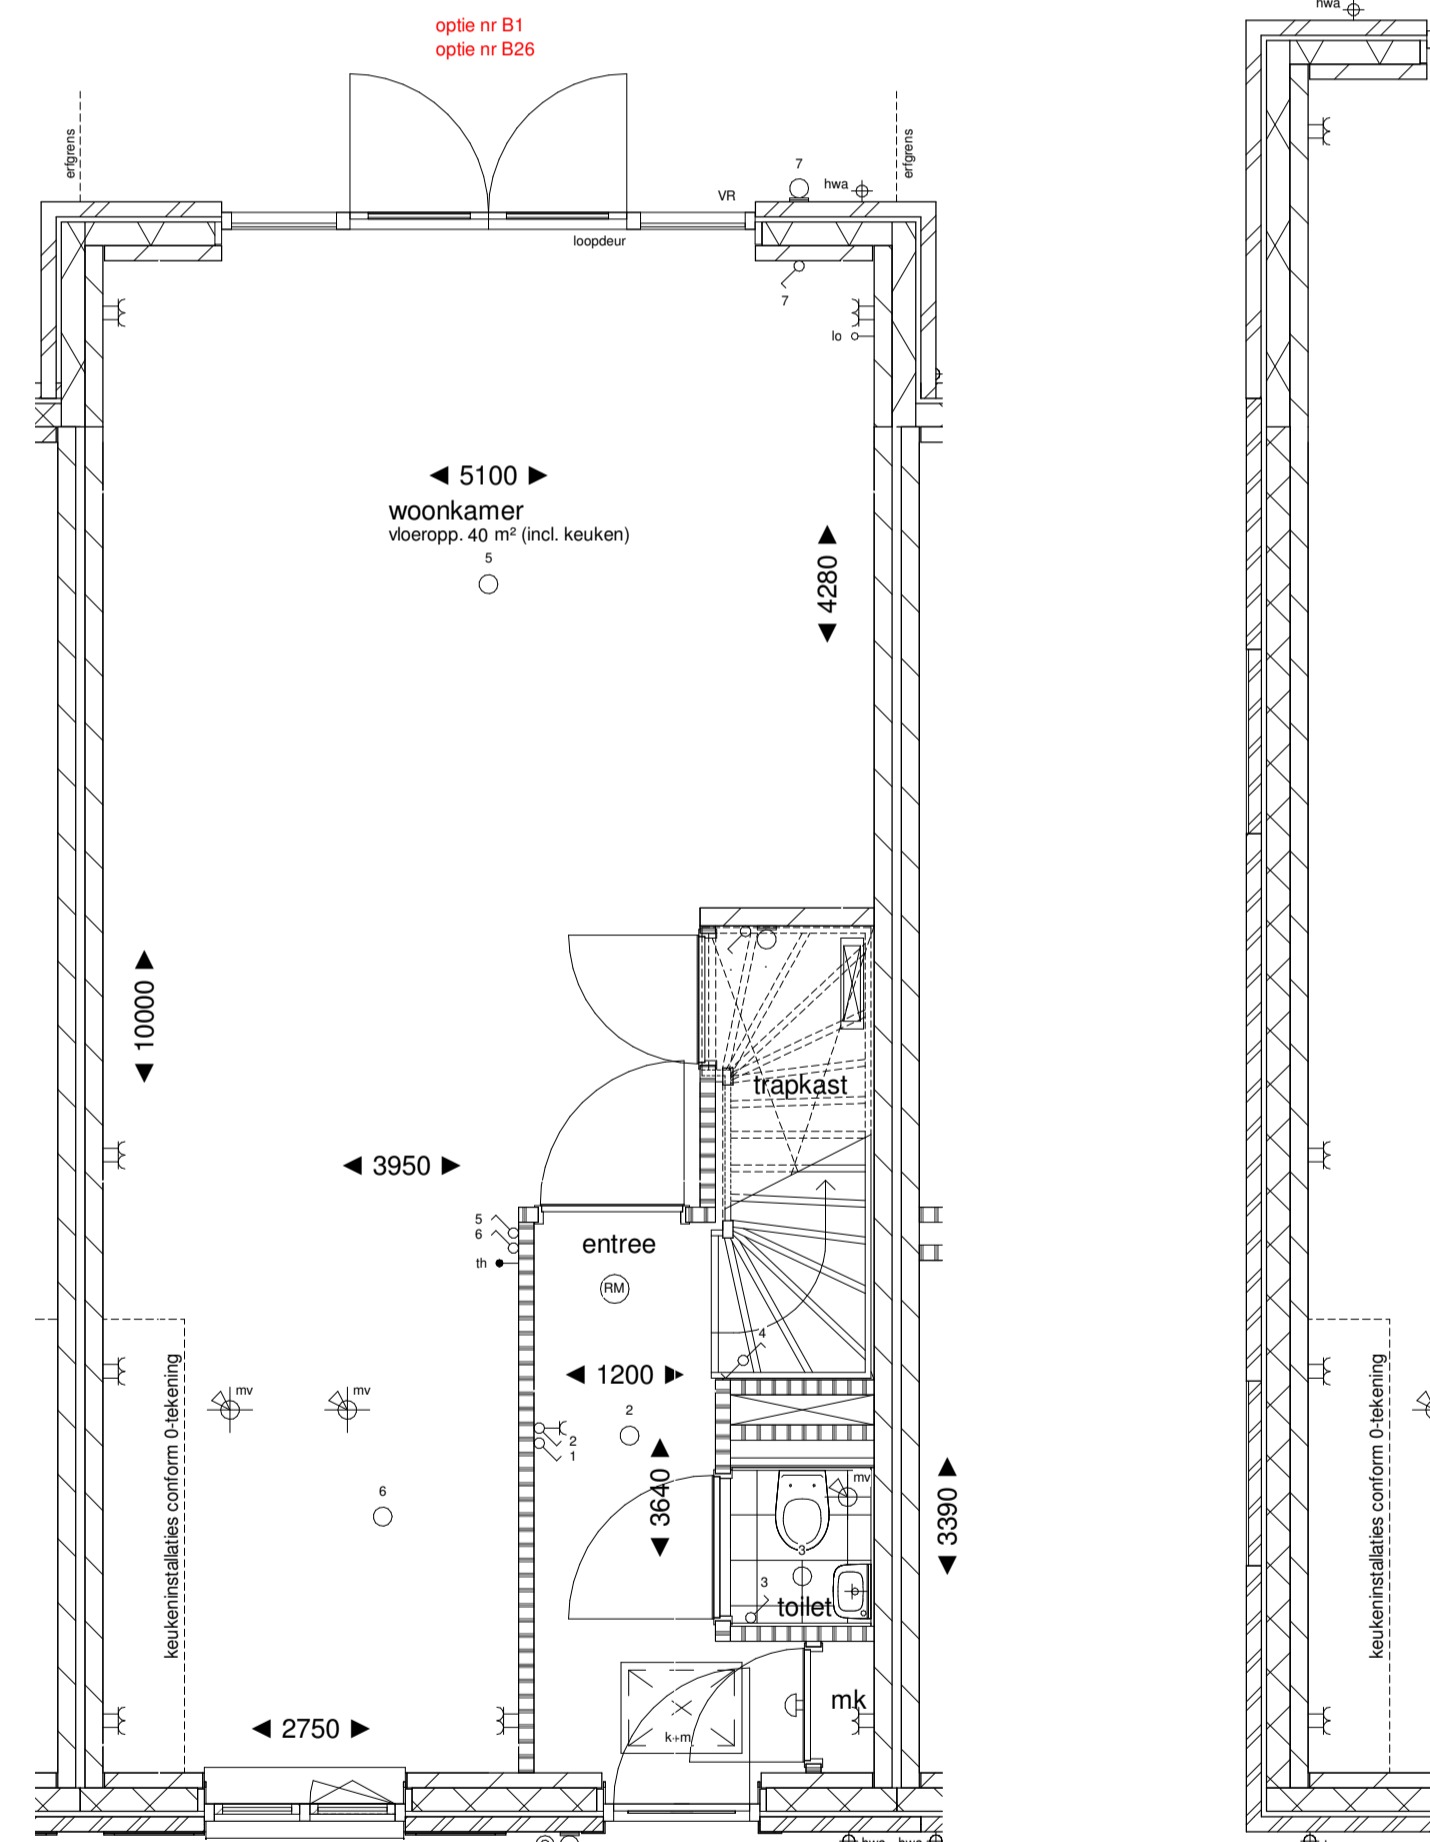 hwa
optie nr B1
optie nr B26
erfgrens
erfgrens
7
hwa
VR
loopdeur
7
lo
◄ 5100 ►
woonkamer
vloeropp. 40 m² (incl. keuken)
5
◄ 4280 ►
◄ 10000 ►
trapkast
◄ 3950 ►
5
6
th
entree
RM
4
◄ 1200 ►
mv
mv
2
2
1
keukeninstallaties conform 0-tekening
◄ 3640 ►
mv
◄ 3390 ►
6
3
3
toilet
keukeninstallaties conform 0-tekening
mk
◄ 2750 ►
k+m
hwa
hwa